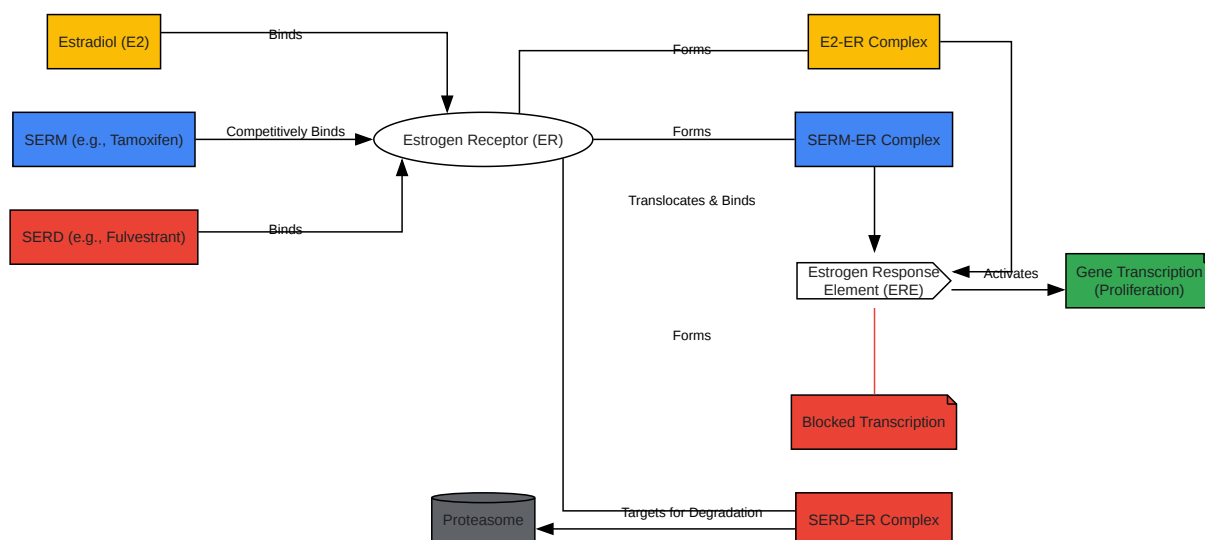 Estradiol (E2)
Binds
Forms
E2-ER Complex
SERM (e.g., Tamoxifen)
Competitively Binds
Estrogen Receptor (ER)
Forms
SERM-ER Complex
Translocates & Binds
SERD (e.g., Fulvestrant)
Binds
Estrogen Response
Element (ERE)
Activates
Gene Transcription
(Proliferation)
Forms
Blocked Transcription
Proteasome
Targets for Degradation
SERD-ER Complex